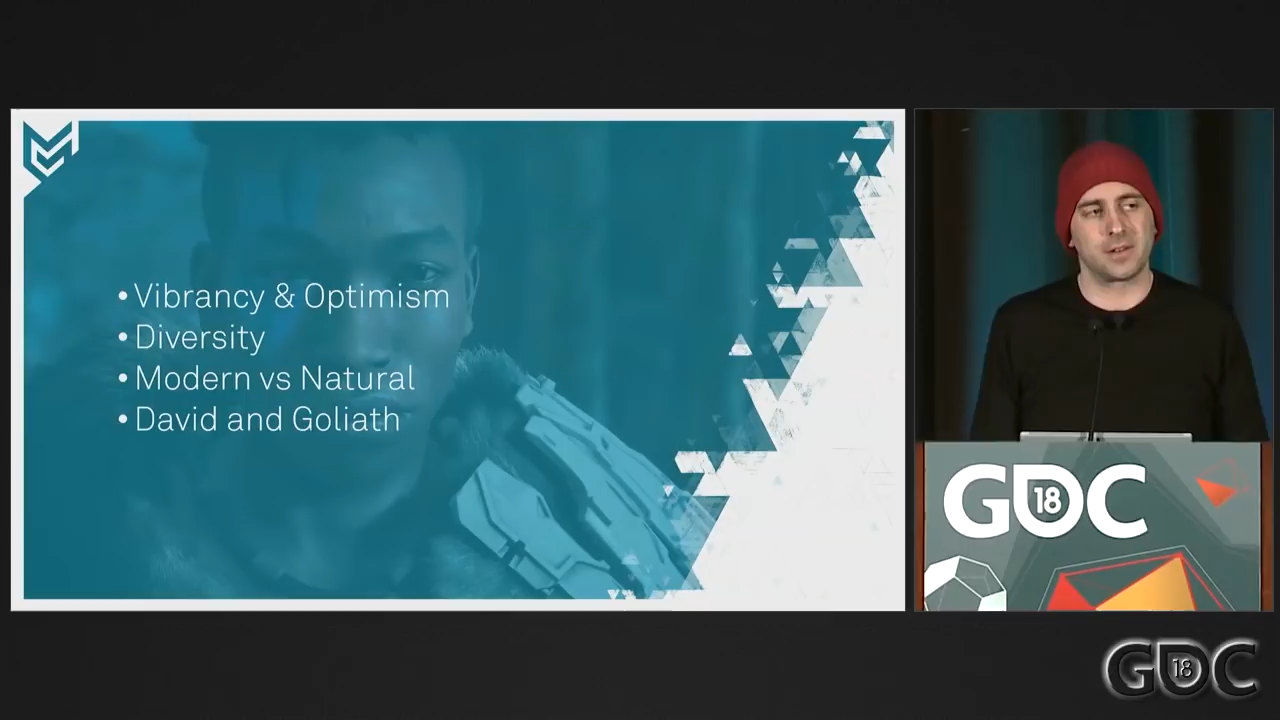 • Vibrancy & Optimism
• Diversity
• Modern vs Natural
• David and Goliath
GDC 18
GDC 18